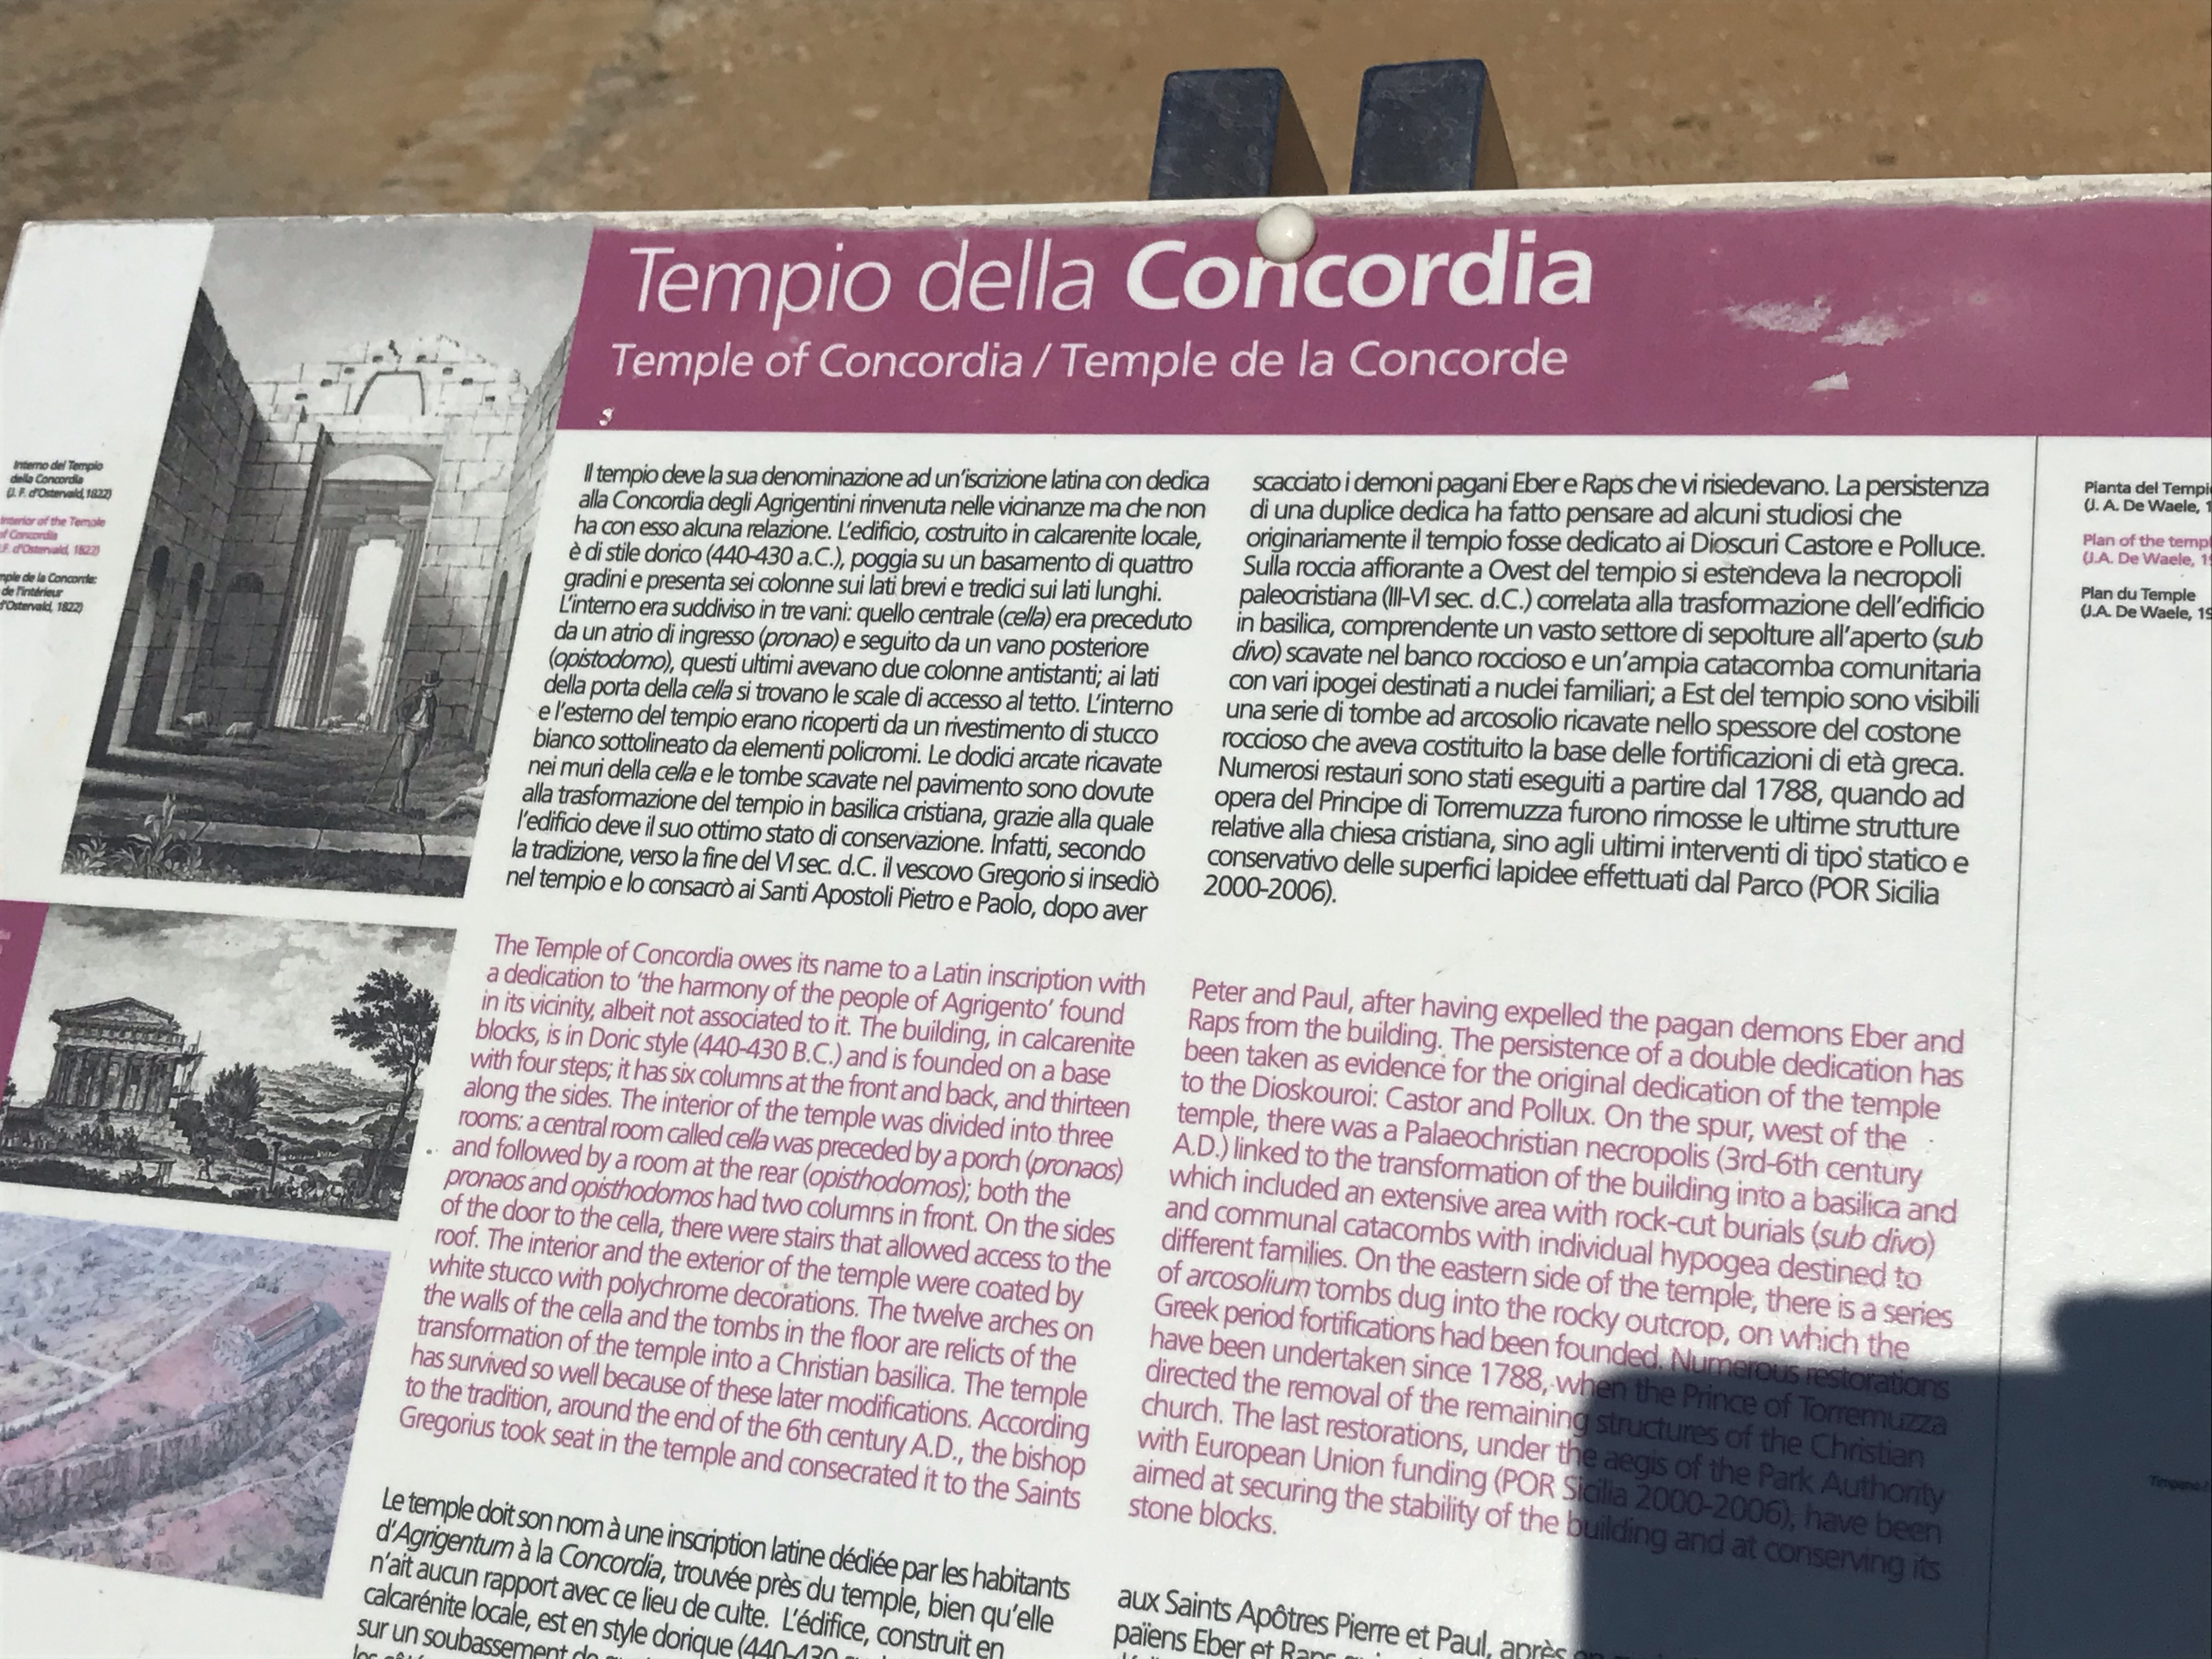 Tempio della Concordia
Temple of Concordia / Temple de la Concorde
Interno del Tempio
della Concordia
(J. F. d'Ostervald, 1822)
Interior of the Temple
of Concordia
F. d'Ostervald, 1822)
de la Concorde:
de l'intérieur
d'Ostervald, 1822)
Il tempio deve la sua denominazione ad un'iscrizione latina con dedica
alla Concordia degli Agrigentini rinvenuta nelle vicinanze ma che non
ha con esso alcuna relazione. L'edificio, costruito in calcarenite locale,
è di stile dorico (440-430 a.C.), poggia su un basamento di quattro
gradini e presenta sei colonne sui lati brevi e tredici sui lati lunghi.
L'interno era suddiviso in tre vani: quello centrale (cella) era preceduto
da un atrio di ingresso (pronao) e seguito da un vano posteriore
(opistodomo), questi ultimi avevano due colonne antistanti; ai lati
della porta della cella si trovano le scale di accesso al tetto. L'interno
e l'esterno del tempio erano ricoperti da un rivestimento di stucco
bianco sottolineato da elementi policromi. Le dodici arcate ricavate
nei muri della cella e le tombe scavate nel pavimento sono dovute
alla trasformazione del tempio in basilica cristiana, grazie alla quale
l'edificio deve il suo ottimo stato di conservazione. Infatti, secondo
la tradizione, verso la fine del VI sec. d.C. il vescovo Gregorio si insediò
nel tempio e lo consacrò ai Santi Apostoli Pietro e Paolo, dopo aver
scacciato i demoni pagani Eber e Raps che vi risiedevano. La persistenza
di una duplice dedica ha fatto pensare ad alcuni studiosi che
originariamente il tempio fosse dedicato ai Dioscuri Castore e Polluce.
Sulla roccia affiorante a Ovest del tempio si estendeva la necropoli
paleocristiana (III-VI sec. d.C.) correlata alla trasformazione dell'edificio
in basilica, comprendente un vasto settore di sepolture all'aperto (sub
divo) scavate nel banco roccioso e un'ampia catacomba comunitaria
con vari ipogei destinati a nuclei familiari; a Est del tempio sono visibili
una serie di tombe ad arcosolio ricavate nello spessore del costone
roccioso che aveva costituito la base delle fortificazioni di età greca.
Numerosi restauri sono stati eseguiti a partire dal 1788, quando ad
opera del Principe di Torremuzza furono rimosse le ultime strutture
relative alla chiesa cristiana, sino agli ultimi interventi di tipo statico e
conservativo delle superfici lapidee effettuati dal Parco (POR Sicilia
2000-2006).
The Temple of Concordia owes its name to a Latin inscription with
a dedication to 'the harmony of the people of Agrigento' found
in its vicinity, albeit not associated to it. The building, in calcarenite
blocks, is in Doric style (440-430 B.C.) and is founded on a base
with four steps; it has six columns at the front and back, and thirteen
along the sides. The interior of the temple was divided into three
rooms: a central room called cella was preceded by a porch (pronaos)
and followed by a room at the rear (opisthodomos); both the
pronaos and opisthodomos had two columns in front. On the sides
of the door to the cella, there were stairs that allowed access to the
roof. The interior and the exterior of the temple were coated by
white stucco with polychrome decorations. The twelve arches on
the walls of the cella and the tombs in the floor are relicts of the
transformation of the temple into a Christian basilica. The temple
has survived so well because of these later modifications. According
to the tradition, around the end of the 6th century A.D., the bishop
Gregorius took seat in the temple and consecrated it to the Saints
Peter and Paul, after having expelled the pagan demons Eber and
Raps from the building. The persistence of a double dedication has
been taken as evidence for the original dedication of the temple
to the Dioskouroi: Castor and Pollux. On the spur, west of the
temple, there was a Palaeochristian necropolis (3rd-6th century
A.D.) linked to the transformation of the building into a basilica and
which included an extensive area with rock-cut burials (sub divo)
and communal catacombs with individual hypogea destined to
different families. On the eastern side of the temple, there is a series
of arcosolium tombs dug into the rocky outcrop, on which the
Greek period fortifications had been founded. Numerous restorations
have been undertaken since 1788, when the Prince of Torremuzza
directed the removal of the remaining structures of the Christian
church. The last restorations, under the aegis of the Park Authority
with European Union funding (POR Sicilia 2000-2006), have been
aimed at securing the stability of the building and at conserving its
stone blocks.
Le temple doit son nom à une inscription latine dédiée par les habitants
d'Agrigentum à la Concordia, trouvée près du temple, bien qu'elle
n'ait aucun rapport avec ce lieu de culte. L'édifice, construit en
calcarénite locale, est en style dorique (440-430
sur un soubassement
aux Saints Apôtres Pierre et Paul, après
païens Eber et Raps
Pianta del Tempi
(J. A. De Waele, 1
Plan of the templ
(J.A. De Waele, 19
Plan du Temple
(J.A. De Waele, 19